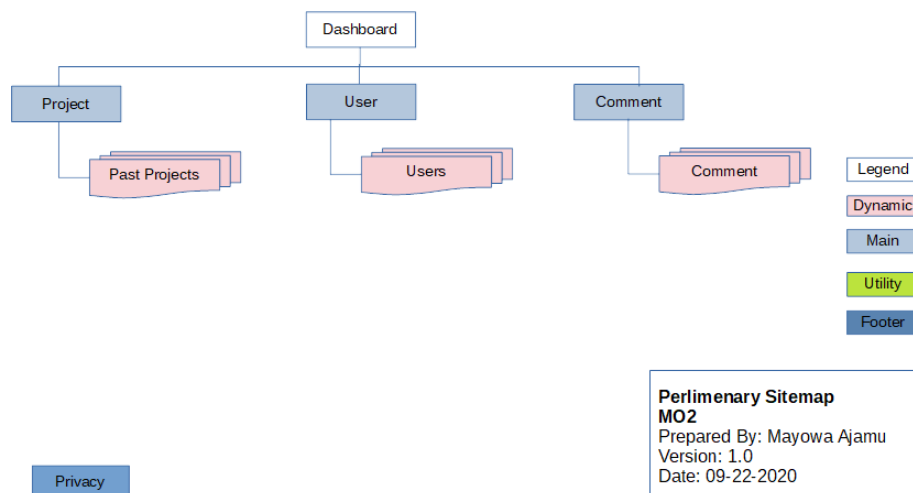 Dashboard
Project
User
Comment
Past Projects
Users
Comment
Legend
Dynamic
Main
Utility
Footer
Perlimenary Sitemap
MO2
Prepared By: Mayowa Ajamu
Version: 1.0
Date: 09-22-2020
Privacy